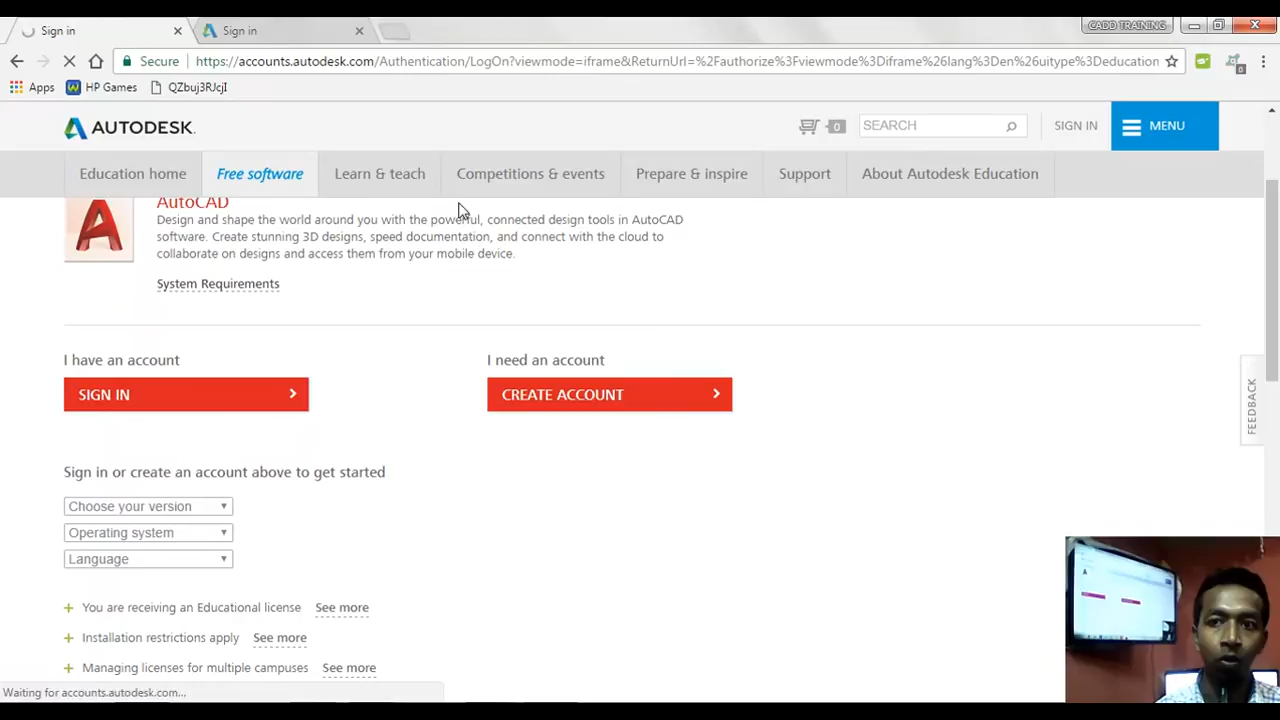 Sign in
Sign in
CADD TRAINING
Secure
https://accounts.autodesk.com/Authentication/LogOn?viewmode=iframe&ReturnUrl=%2Fauthorize%3Fviewmode%3Diframe%26lang%3Den%26uitype%3Deducation
Apps
HP Games
QZbuj3RJcjI
0
AUTODESK.
0
SEARCH
SIGN IN
MENU
Education home
Free software
Learn & teach
Competitions & events
Prepare & inspire
Support
About Autodesk Education
AutoCAD
Design and shape the world around you with the powerful, connected design tools in AutoCAD
software. Create stunning 3D designs, speed documentation, and connect with the cloud to
collaborate on designs and access them from your mobile device.
System Requirements
I have an account
I need an account
SIGN IN
CREATE ACCOUNT
FEEDBACK
Sign in or create an account above to get started
Choose your version
Operating system
Language
+ You are receiving an Educational license See more
+ Installation restrictions apply See more
+ Managing licenses for multiple campuses See more
Waiting for accounts.autodesk.com...